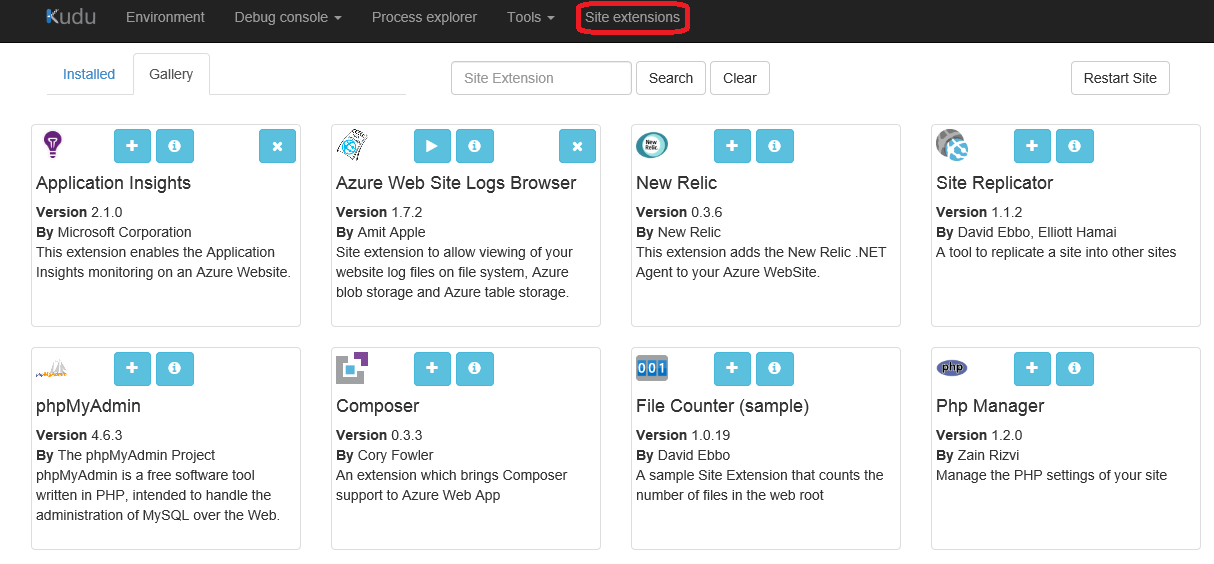 Kudu Environment Debug console Process explorer Tools Site extensions
Installed Gallery Site Extension Search Clear Restart Site
Application Insights
Version 2.1.0
By Microsoft Corporation
This extension enables the Application
Insights monitoring on an Azure Website.
Azure Web Site Logs Browser
Version 1.7.2
By Amit Apple
Site extension to allow viewing of your
website log files on file system, Azure
blob storage and Azure table storage.
New Relic
New Relic
Version 0.3.6
By New Relic
This extension adds the New Relic .NET
Agent to your Azure WebSite.
Site Replicator
Version 1.1.2
By David Ebbo, Elliott Hamai
A tool to replicate a site into other sites
phpMyAdmin
Version 4.6.3
By The phpMyAdmin Project
phpMyAdmin is a free software tool
written in PHP, intended to handle the
administration of MySQL over the Web.
Composer
Version 0.3.3
By Cory Fowler
An extension which brings Composer
support to Azure Web App
001
File Counter (sample)
Version 1.0.19
By David Ebbo
A sample Site Extension that counts the
number of files in the web root
php
Php Manager
Version 1.2.0
By Zain Rizvi
Manage the PHP settings of your site